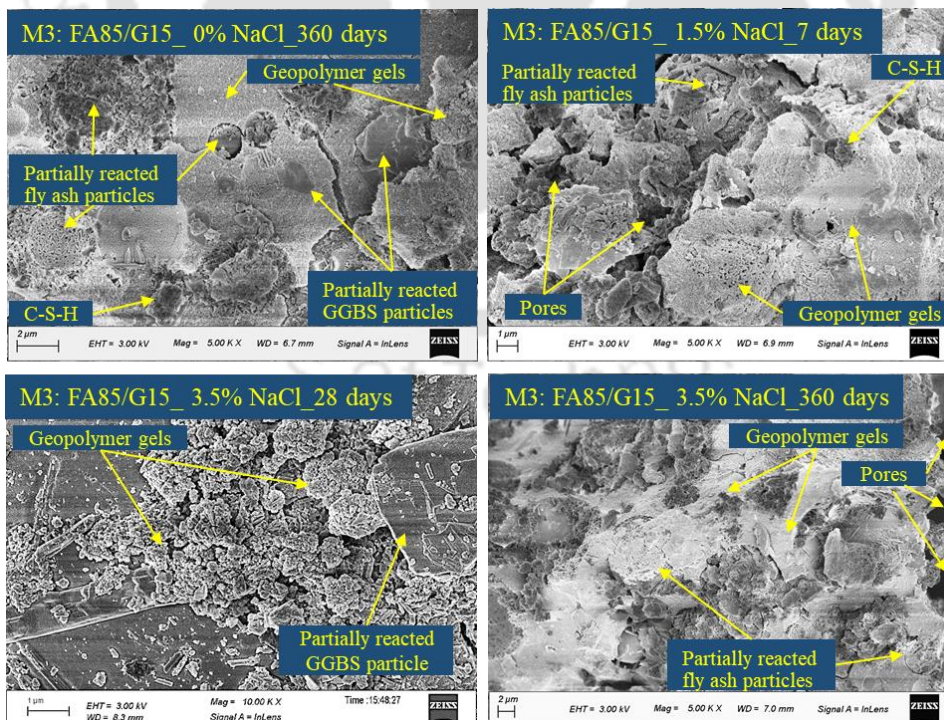 M3: FA85/G15_ 0% NaCl_360 days
Geopolymer gels
Partially reacted
fly ash particles
C-S-H
Partially reacted
GGBS particles
2 µm
EHT = 3.00 kV Mag = 5.00 K X WD = 6.7 mm Signal A = InLens ZEISS
M3: FA85/G15_ 1.5% NaCl_7 days
C-S-H
Partially reacted
fly ash particles
Pores
Geopolymer gels
1 µm
EHT = 3.00 kV Mag = 5.00 K X WD = 6.9 mm Signal A = InLens ZEISS
M3: FA85/G15_ 3.5% NaCl_28 days
Geopolymer gels
Partially reacted
GGBS particle
1 µm
EHT = 3.00 kV Mag = 10.00 K X Time :15:48:27
WD = 8.3 mm Signal A = InLens ZEISS
M3: FA85/G15_ 3.5% NaCl_360 days
Geopolymer gels
Pores
Partially reacted
fly ash particles
2 µm
EHT = 3.00 kV Mag = 5.00 K X WD = 7.0 mm Signal A = InLens ZEISS